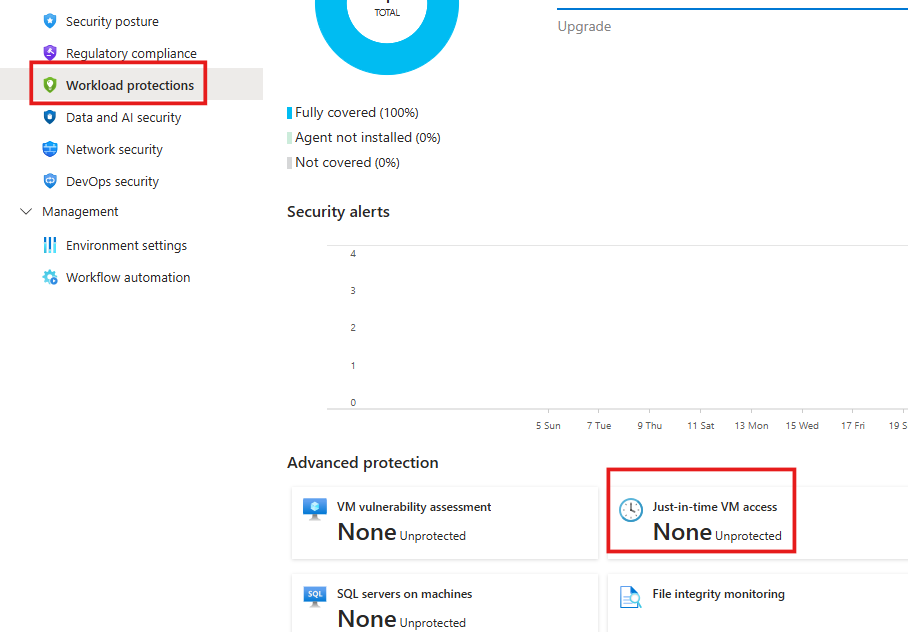 Security posture
Regulatory compliance
Workload protections
Data and AI security
Network security
DevOps security
Management
Environment settings
Workflow automation
TOTAL
Upgrade
Fully covered (100%)
Agent not installed (0%)
Not covered (0%)
Security alerts
4
3
2
1
0
5 Sun 7 Tue 9 Thu 11 Sat 13 Mon 15 Wed 17 Fri 19 S
Advanced protection
VM vulnerability assessment
None Unprotected
Just-in-time VM access
None Unprotected
SQL
SQL servers on machines
None Unprotected
File integrity monitoring